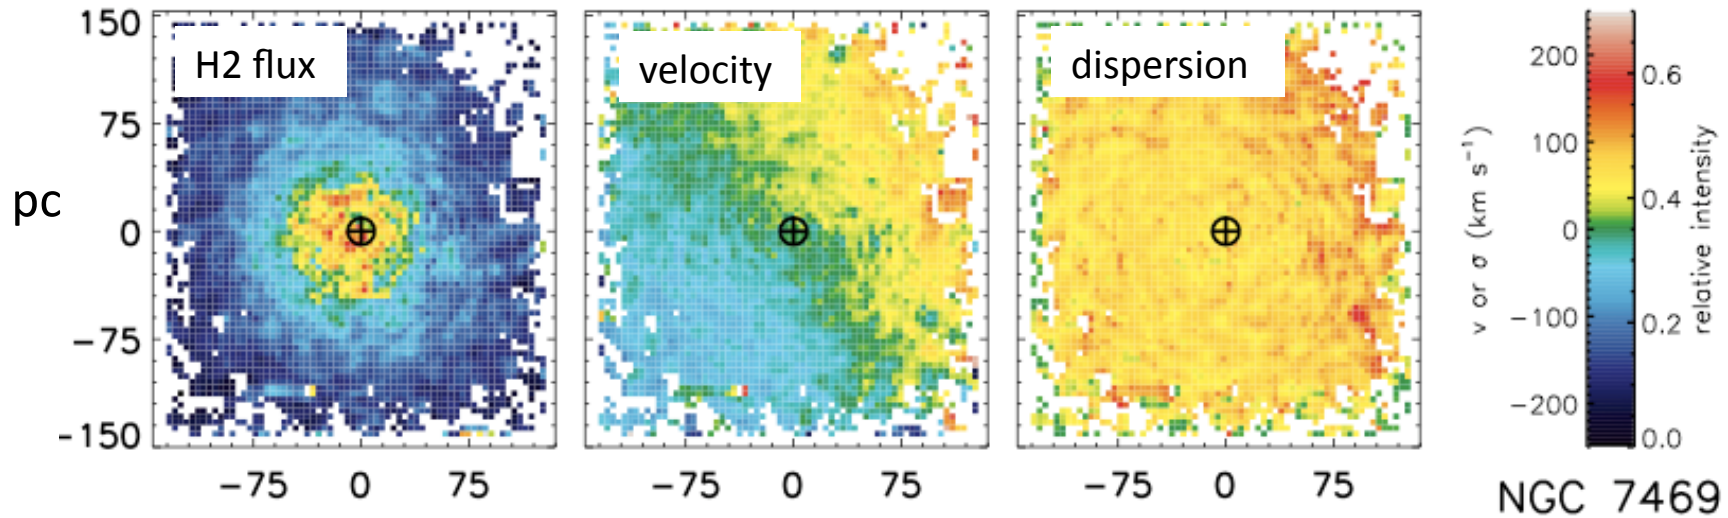 H2 flux
velocity
dispersion
pc
150
75
0
−75
-150
−75 0 75
−75 0 75
−75 0 75
v or σ (km s⁻¹)
200
100
0
−100
−200
0.6
0.4
0.2
0.0
relative intensity
NGC 7469